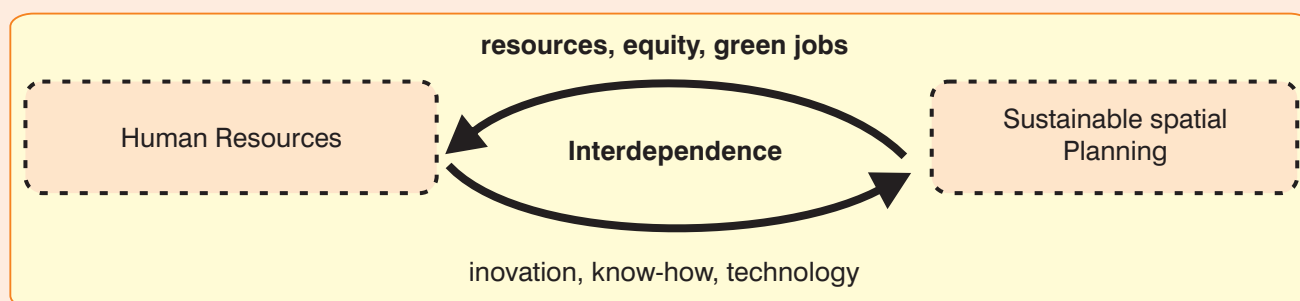 resources, equity, green jobs
Human Resources
Interdependence
Sustainable spatial
Planning
inovation, know-how, technology